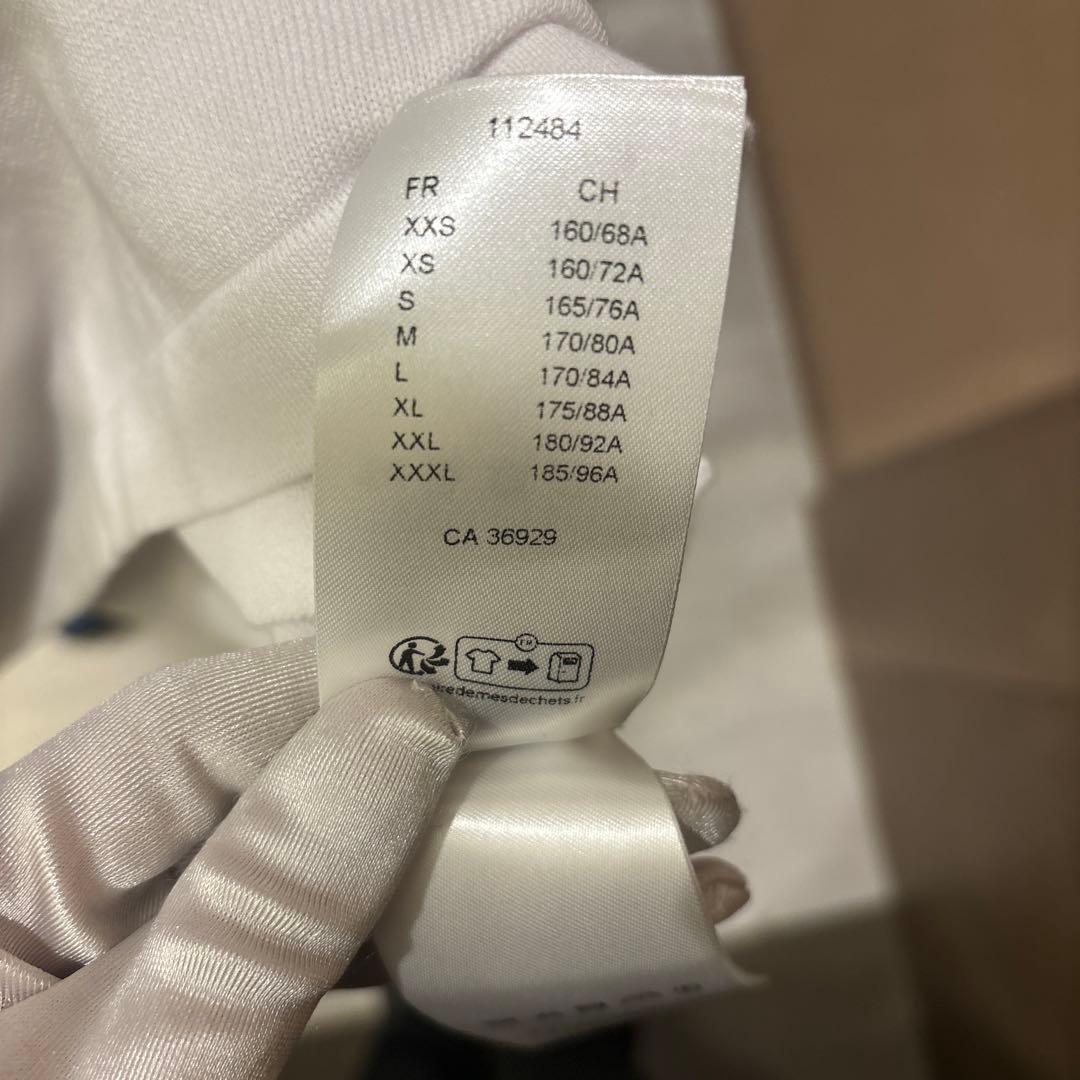 112484
FR CH
XXS 160/68A
XS 160/72A
S 165/76A
M 170/80A
L 170/84A
XL 175/88A
XXL 180/92A
XXXL 185/96A
CA 36929
FR